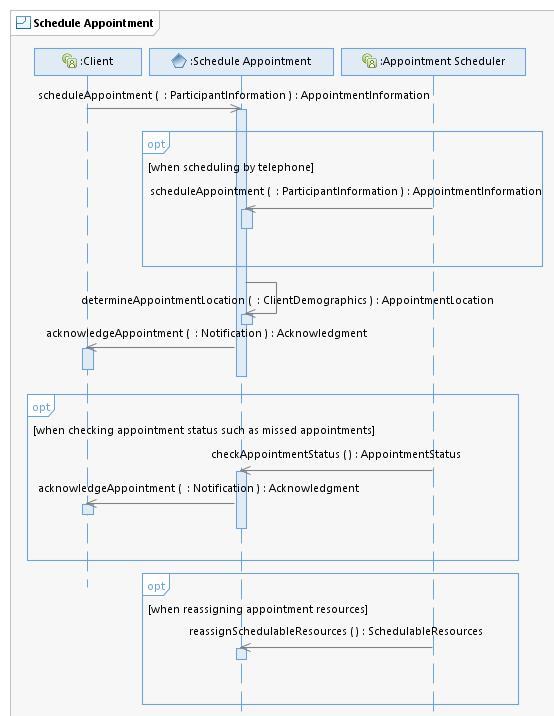 Schedule Appointment
:Client
:Schedule Appointment
:Appointment Scheduler
scheduleAppointment ( : ParticipantInformation ) : AppointmentInformation
opt
[when scheduling by telephone]
scheduleAppointment ( : ParticipantInformation ) : AppointmentInformation
determineAppointmentLocation ( : ClientDemographics ) : AppointmentLocation
acknowledgeAppointment ( : Notification ) : Acknowledgment
opt
[when checking appointment status such as missed appointments]
checkAppointmentStatus ( ) : AppointmentStatus
acknowledgeAppointment ( : Notification ) : Acknowledgment
opt
[when reassigning appointment resources]
reassignSchedulableResources ( ) : SchedulableResources